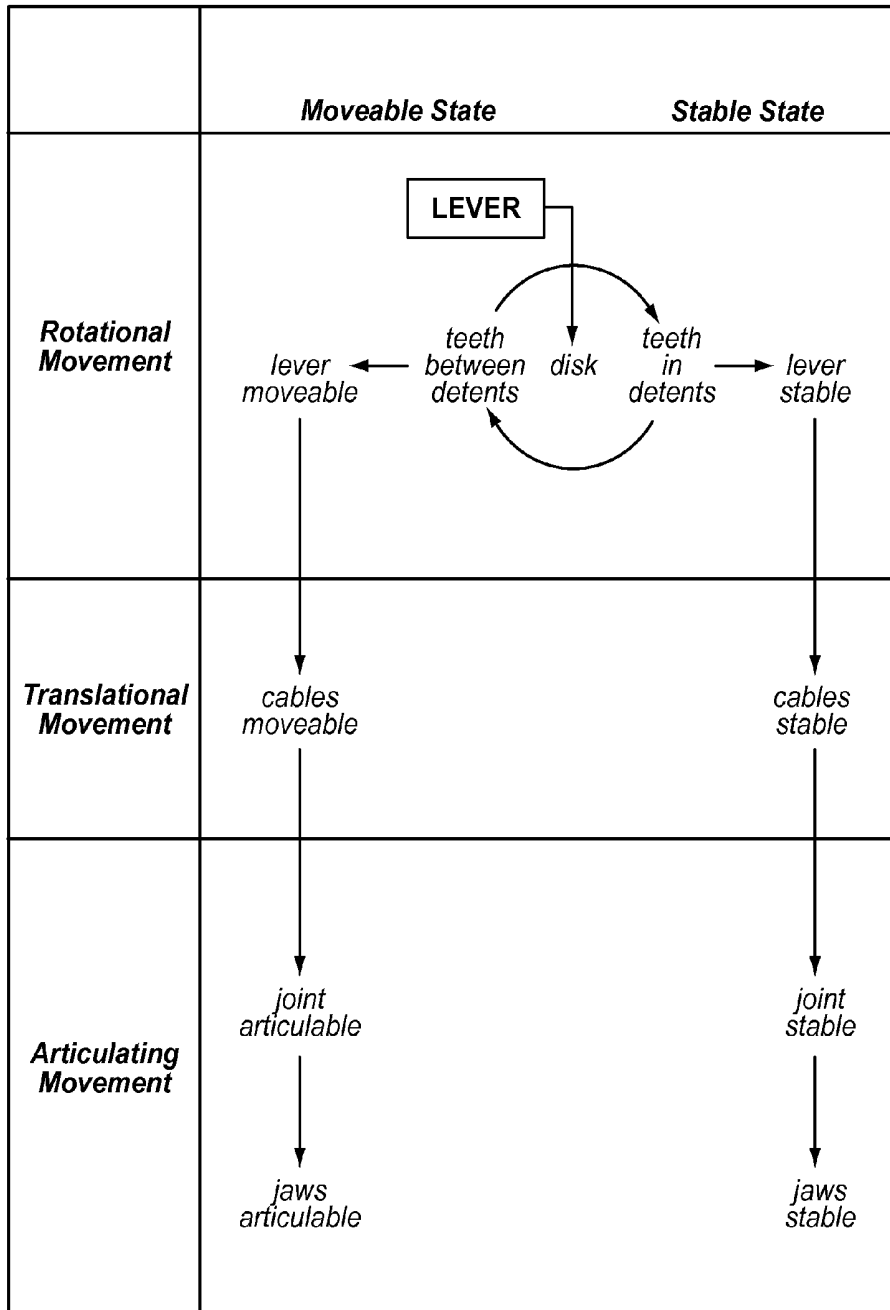 Moveable State
Stable State
LEVER
Rotational
Movement
lever
moveable
teeth
between
detents
disk
teeth
in
detents
lever
stable
Translational
Movement
cables
moveable
cables
stable
Articulating
Movement
joint
articulable
joint
stable
jaws
articulable
jaws
stable